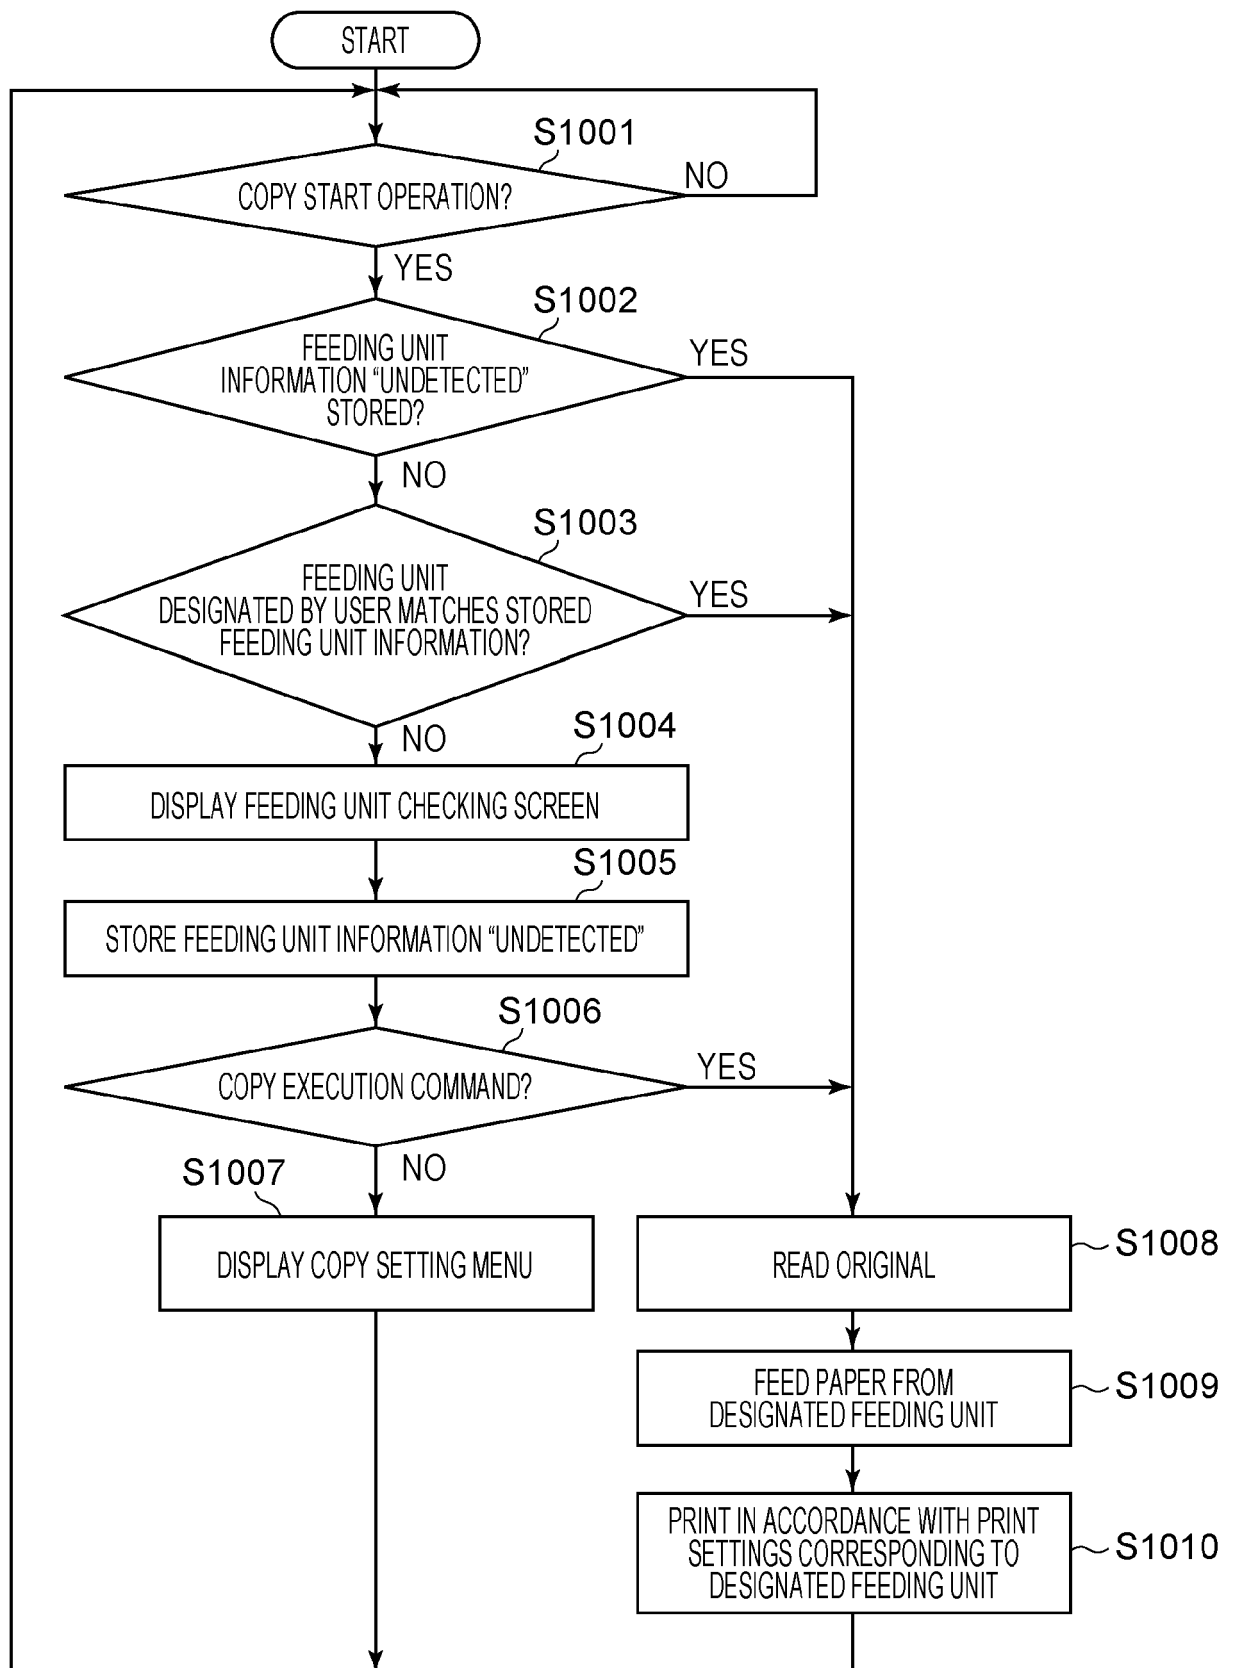 START
S1001
COPY START OPERATION?
NO
YES
S1002
FEEDING UNIT
INFORMATION “UNDETECTED”
STORED?
YES
NO
S1003
FEEDING UNIT
DESIGNATED BY USER MATCHES STORED
FEEDING UNIT INFORMATION?
YES
NO
S1004
DISPLAY FEEDING UNIT CHECKING SCREEN
S1005
STORE FEEDING UNIT INFORMATION “UNDETECTED”
S1006
COPY EXECUTION COMMAND?
YES
NO
S1007
DISPLAY COPY SETTING MENU
S1008
READ ORIGINAL
S1009
FEED PAPER FROM
DESIGNATED FEEDING UNIT
S1010
PRINT IN ACCORDANCE WITH PRINT
SETTINGS CORRESPONDING TO
DESIGNATED FEEDING UNIT